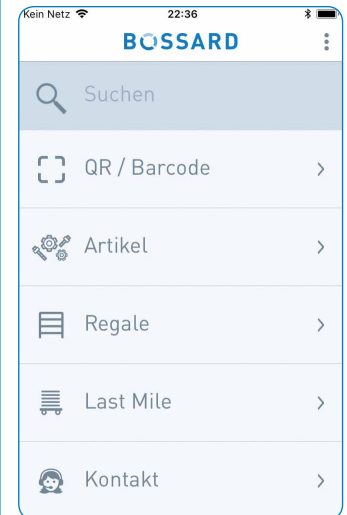 Kein Netz 22:36
BOSSARD
Suchen
QR / Barcode
Artikel
Regale
Last Mile
Kontakt